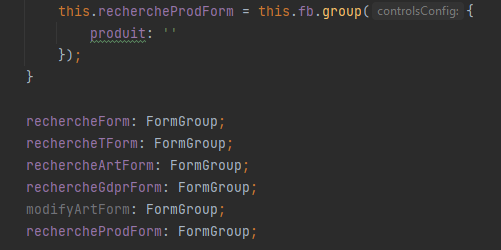 this.rechercheProdForm = this.fb.group( controlsConfig: {
produit: ''
});
}
rechercheForm: FormGroup;
rechercheTForm: FormGroup;
rechercheArtForm: FormGroup;
rechercheGdprForm: FormGroup;
modifyArtForm: FormGroup;
rechercheProdForm: FormGroup;